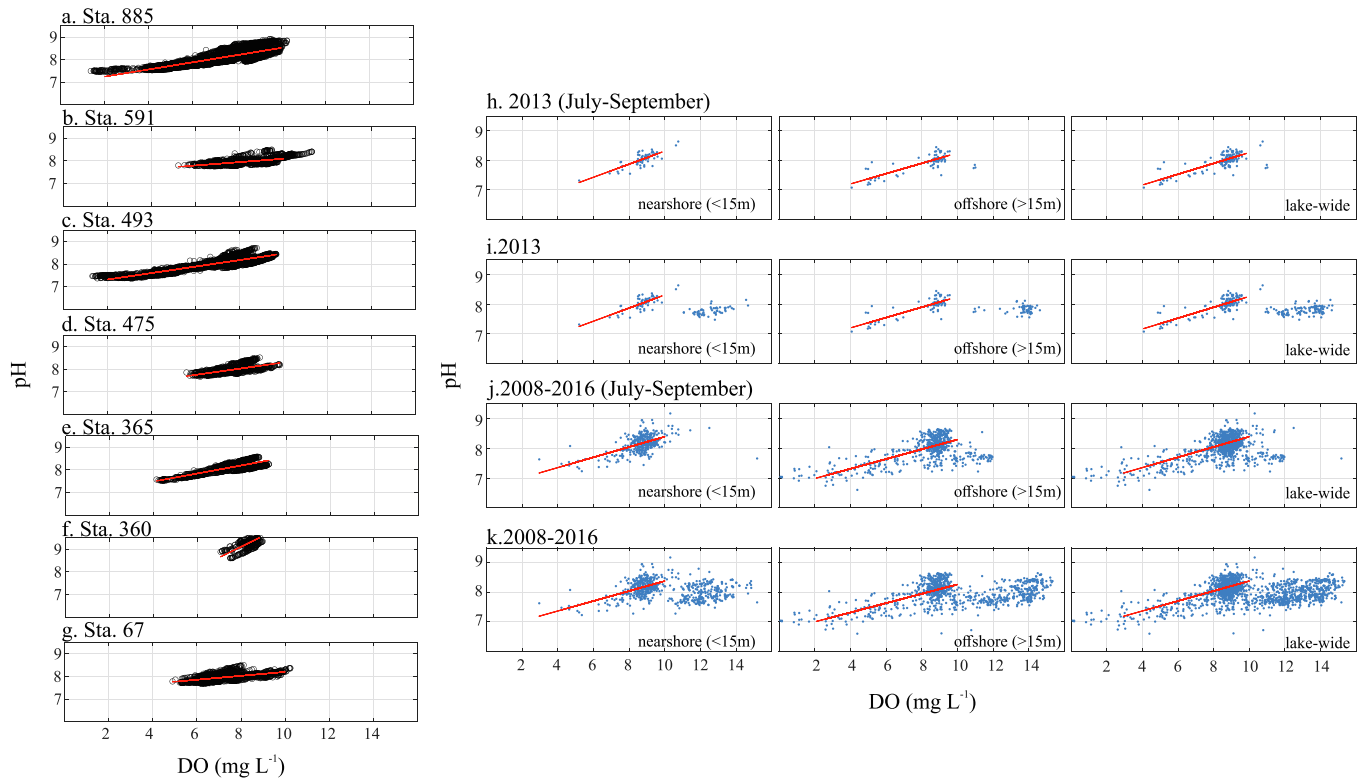 a. Sta. 885
9
8
7
b. Sta. 591
9
8
7
c. Sta. 493
9
8
7
d. Sta. 475
9
8
7
e. Sta. 365
9
8
7
f. Sta. 360
9
8
7
g. Sta. 67
9
8
7
2 4 6 8 10 12 14
DO (mg L-1)
pH
h. 2013 (July-September)
9
8
7
nearshore (<15m)
offshore (>15m)
lake-wide
i.2013
9
8
7
nearshore (<15m)
offshore (>15m)
lake-wide
j.2008-2016 (July-September)
9
8
7
nearshore (<15m)
offshore (>15m)
lake-wide
k.2008-2016
9
8
7
nearshore (<15m)
offshore (>15m)
lake-wide
2 4 6 8 10 12 14
2 4 6 8 10 12 14
2 4 6 8 10 12 14
DO (mg L-1)
pH